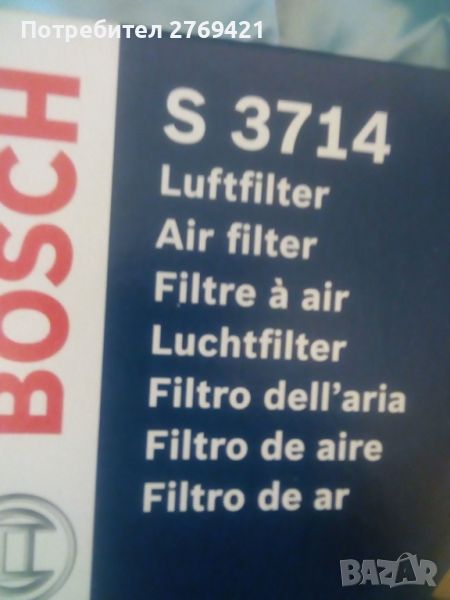 Потребител 2769421
BOSCH
S 3714
Luftfilter
Air filter
Filtre à air
Luchtfilter
Filtro dell'aria
Filtro de aire
Filtro de ar
BAZAR